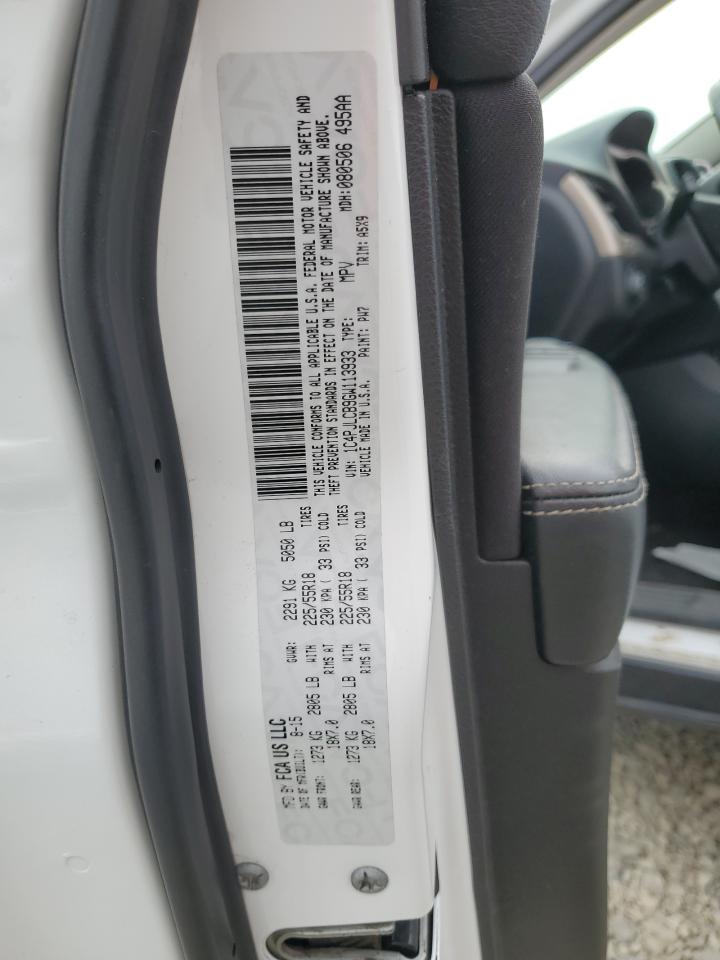 MFD BY FCA US LLC
DATE OF MFR(BUILT): 8-15 GVWR: 2291 KG 5050 LB
GAWR FRONT: 1273 KG 2805 LB WITH 225/55R18 TIRES
18X7.0 RIMS AT 230 KPA ( 33 PSI) COLD
GAWR REAR: 1273 KG 2805 LB WITH 225/55R18 TIRES
18X7.0 RIMS AT 230 KPA ( 33 PSI) COLD
THIS VEHICLE CONFORMS TO ALL APPLICABLE U.S.A. FEDERAL MOTOR VEHICLE SAFETY AND
THEFT PREVENTION STANDARDS IN EFFECT ON THE DATE OF MANUFACTURE SHOWN ABOVE.
VIN: 1C4PJLCB9GW113933 TYPE: MPV MDH:080506 495AA
VEHICLE MADE IN U.S.A. PAINT: PW7 TRIM: A5X9